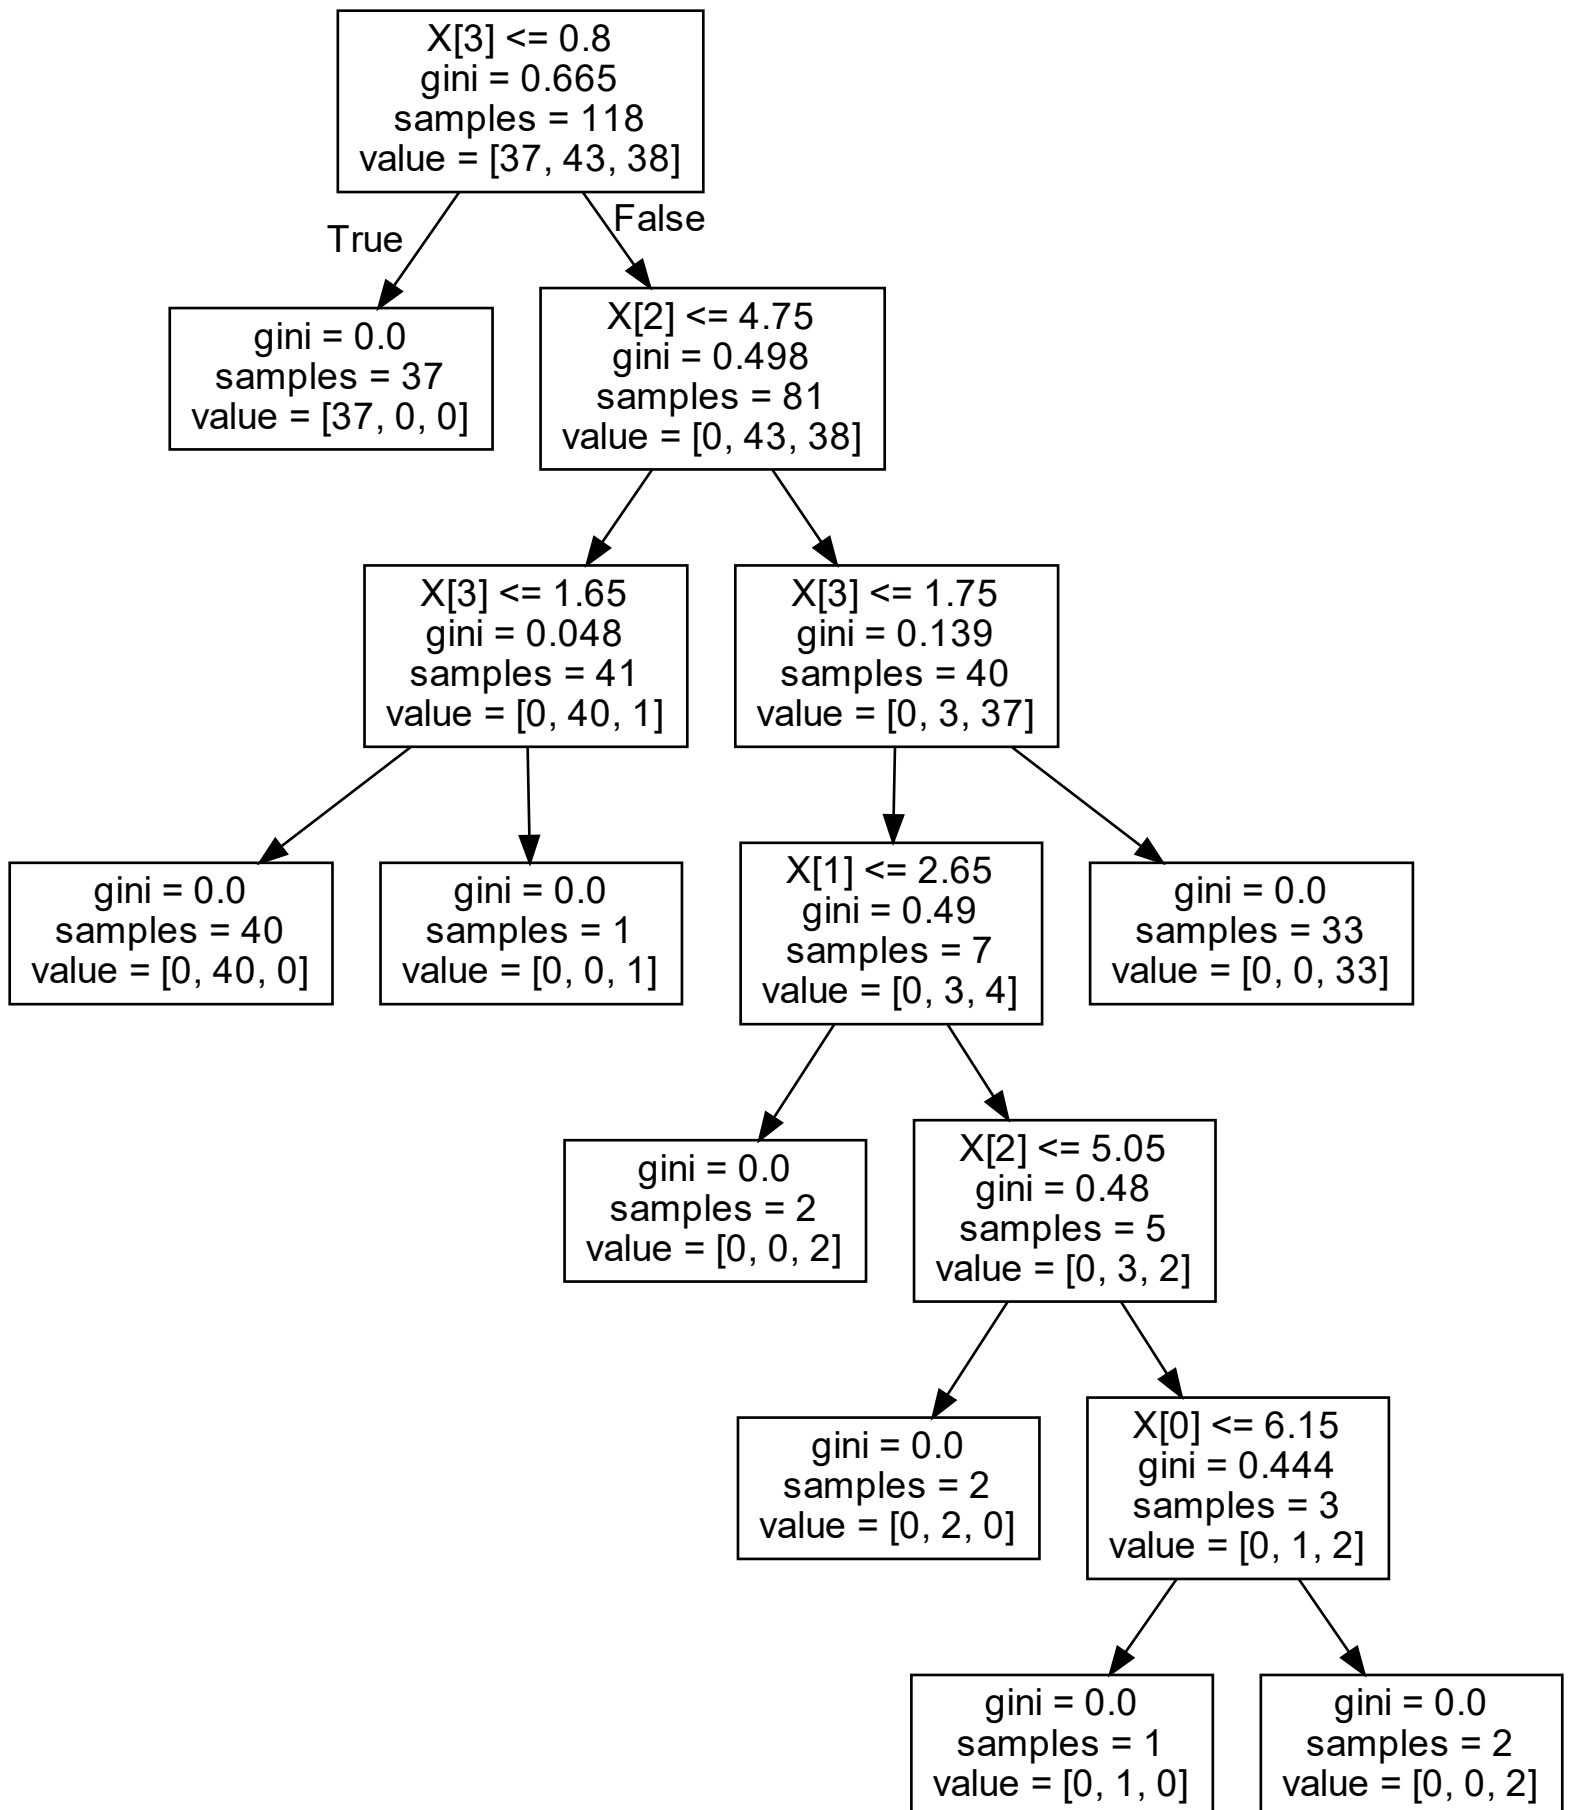 X[3] <= 0.8
gini = 0.665
samples = 118
value = [37, 43, 38]
True
False
gini = 0.0
samples = 37
value = [37, 0, 0]
X[2] <= 4.75
gini = 0.498
samples = 81
value = [0, 43, 38]
X[3] <= 1.65
gini = 0.048
samples = 41
value = [0, 40, 1]
X[3] <= 1.75
gini = 0.139
samples = 40
value = [0, 3, 37]
gini = 0.0
samples = 40
value = [0, 40, 0]
gini = 0.0
samples = 1
value = [0, 0, 1]
X[1] <= 2.65
gini = 0.49
samples = 7
value = [0, 3, 4]
gini = 0.0
samples = 33
value = [0, 0, 33]
gini = 0.0
samples = 2
value = [0, 0, 2]
X[2] <= 5.05
gini = 0.48
samples = 5
value = [0, 3, 2]
gini = 0.0
samples = 2
value = [0, 2, 0]
X[0] <= 6.15
gini = 0.444
samples = 3
value = [0, 1, 2]
gini = 0.0
samples = 1
value = [0, 1, 0]
gini = 0.0
samples = 2
value = [0, 0, 2]